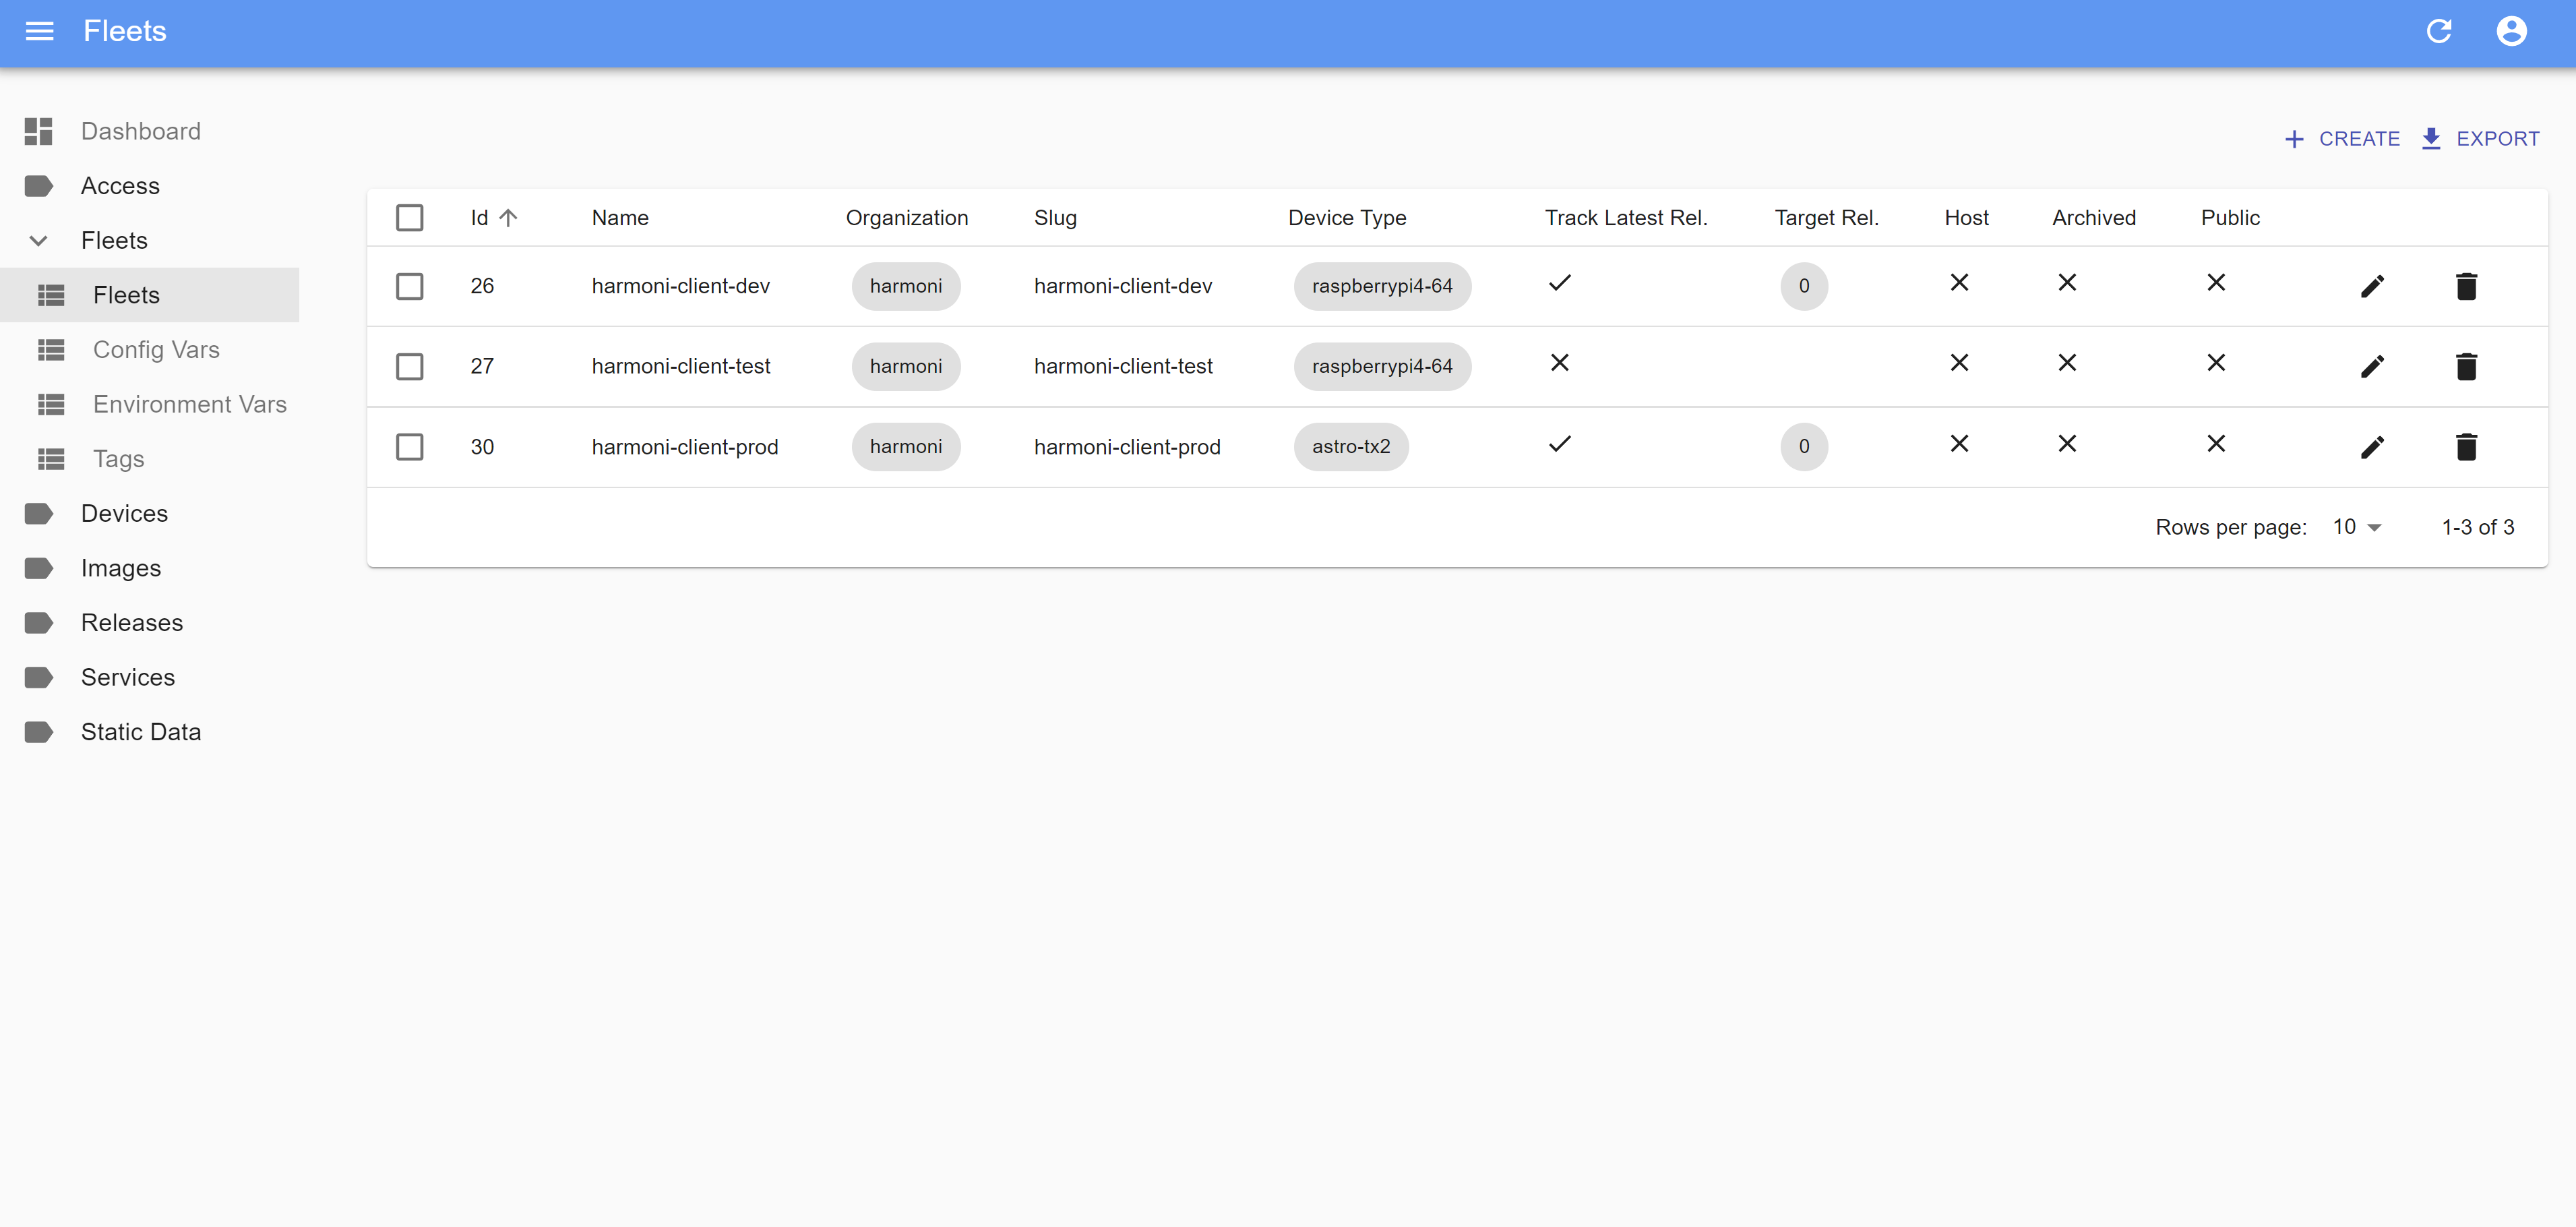 Fleets
Dashboard
Access
Fleets
Fleets
Config Vars
Environment Vars
Tags
Devices
Images
Releases
Services
Static Data
CREATE EXPORT
Id Name Organization Slug Device Type Track Latest Rel. Target Rel. Host Archived Public
26 harmoni-client-dev harmoni harmoni-client-dev raspberrypi4-64 0
27 harmoni-client-test harmoni harmoni-client-test raspberrypi4-64
30 harmoni-client-prod harmoni harmoni-client-prod astro-tx2 0
Rows per page: 10 1-3 of 3